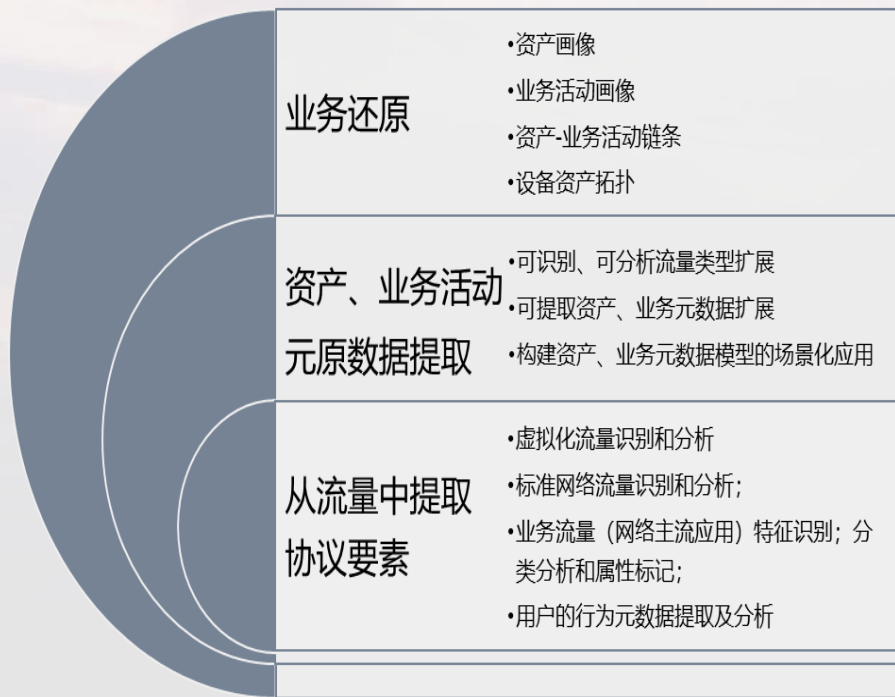 业务还原
•资产画像
•业务活动画像
•资产-业务活动链条
•设备资产拓扑
资产、业务活动
元原数据提取
•可识别、可分析流量类型扩展
•可提取资产、业务元数据扩展
•构建资产、业务元数据模型的场景化应用
从流量中提取
协议要素
•虚拟化流量识别和分析
•标准网络流量识别和分析；
•业务流量（网络主流应用）特征识别；分
类分析和属性标记；
•用户的行为元数据提取及分析